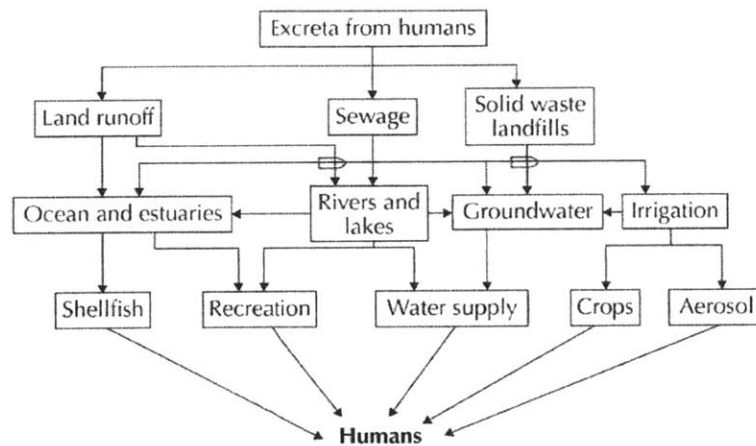 Excreta from humans
Land runoff
Sewage
Solid waste
landfills
Ocean and estuaries
Rivers and
lakes
Groundwater
Irrigation
Shellfish
Recreation
Water supply
Crops
Aerosol
Humans